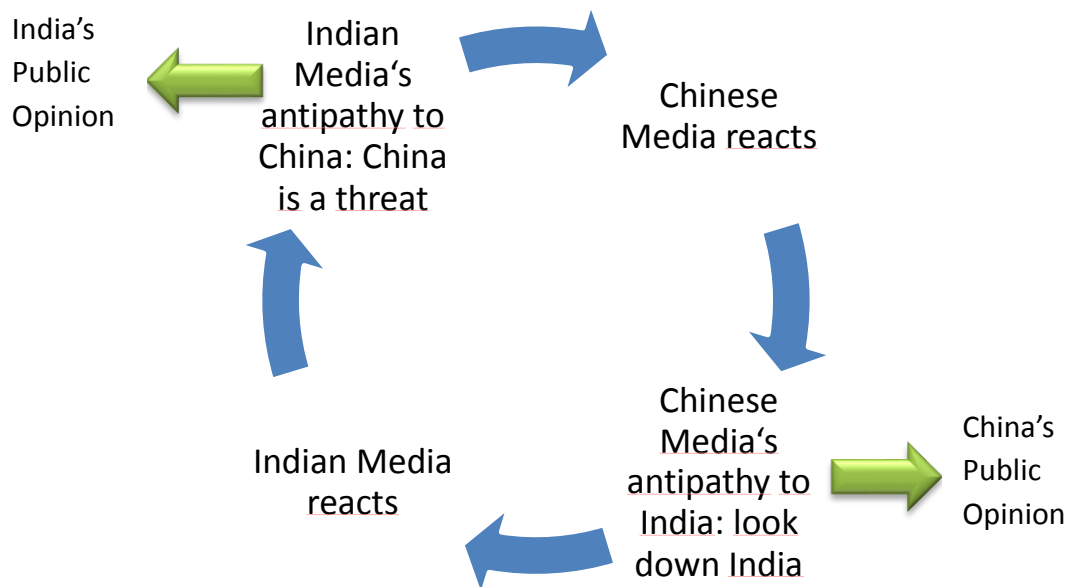 India’s
Public
Opinion
Indian
Media‘s
antipathy to
China: China
is a threat
Chinese
Media reacts
Chinese
Media‘s
antipathy to
India: look
down India
China’s
Public
Opinion
Indian Media
reacts